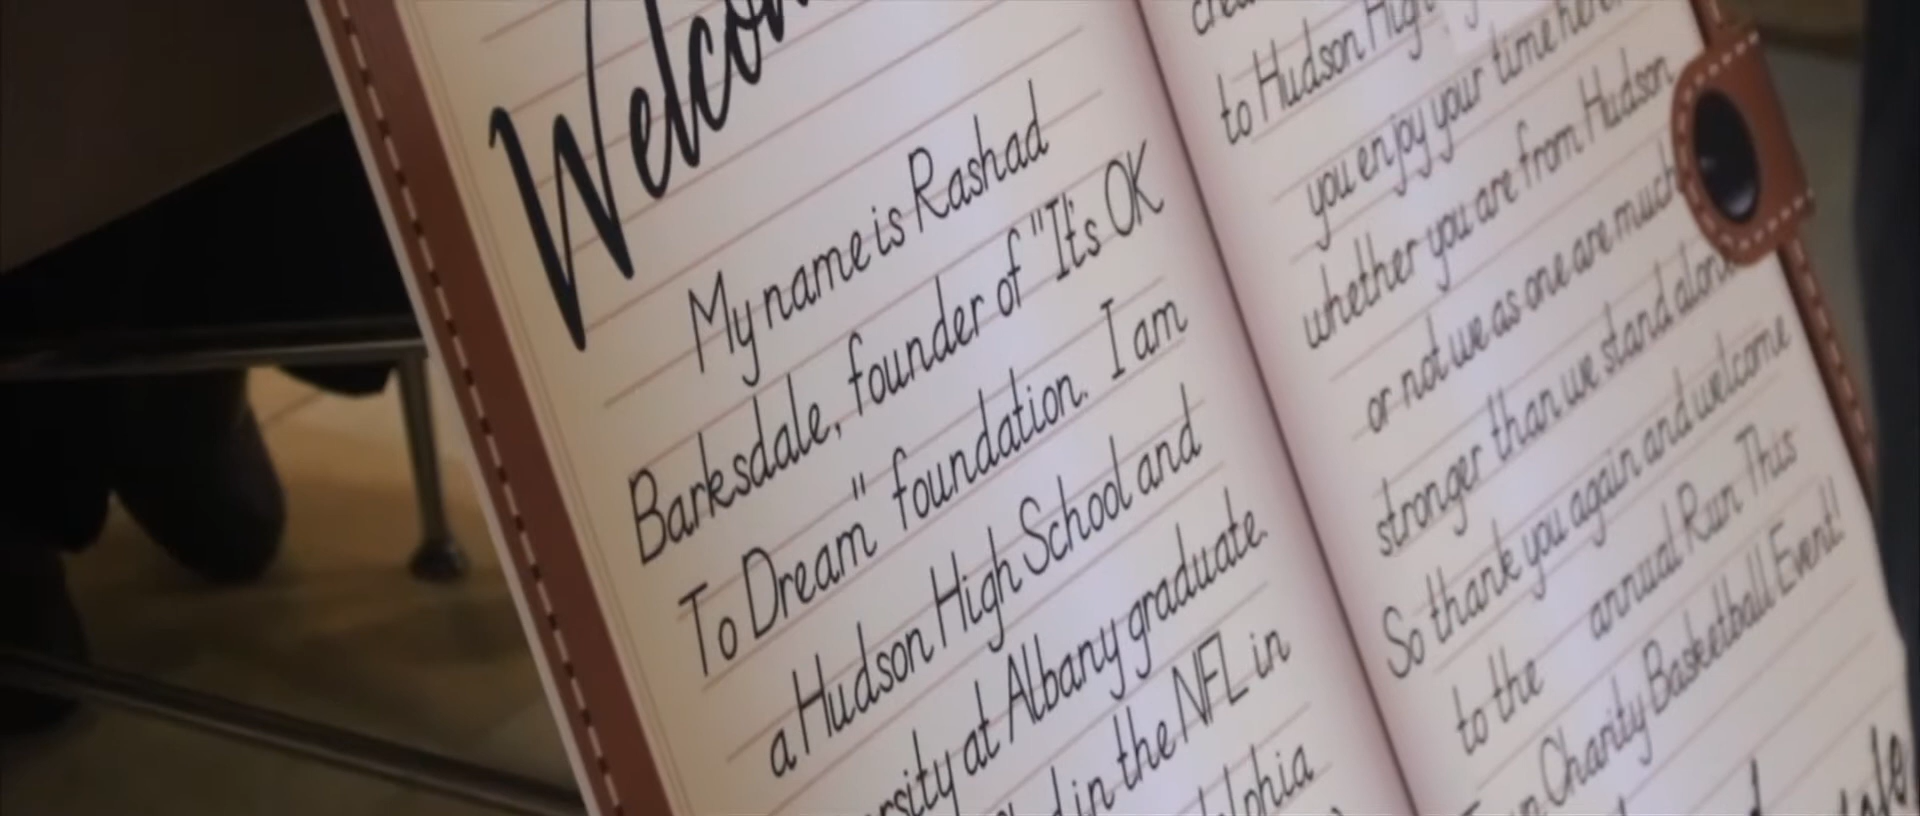 My name is Rashad
Barksdale, founder of "It's OK
To Dream" foundation. I am
a Hudson High School and
at Albany graduate.
in the NFL in
to Hudson High
you enjoy your time here.
whether you are from Hudson
or not we as one are much
stronger than we stand alone.
So thank you again and welcome
to the annual Run This
Charity Basketball Event!